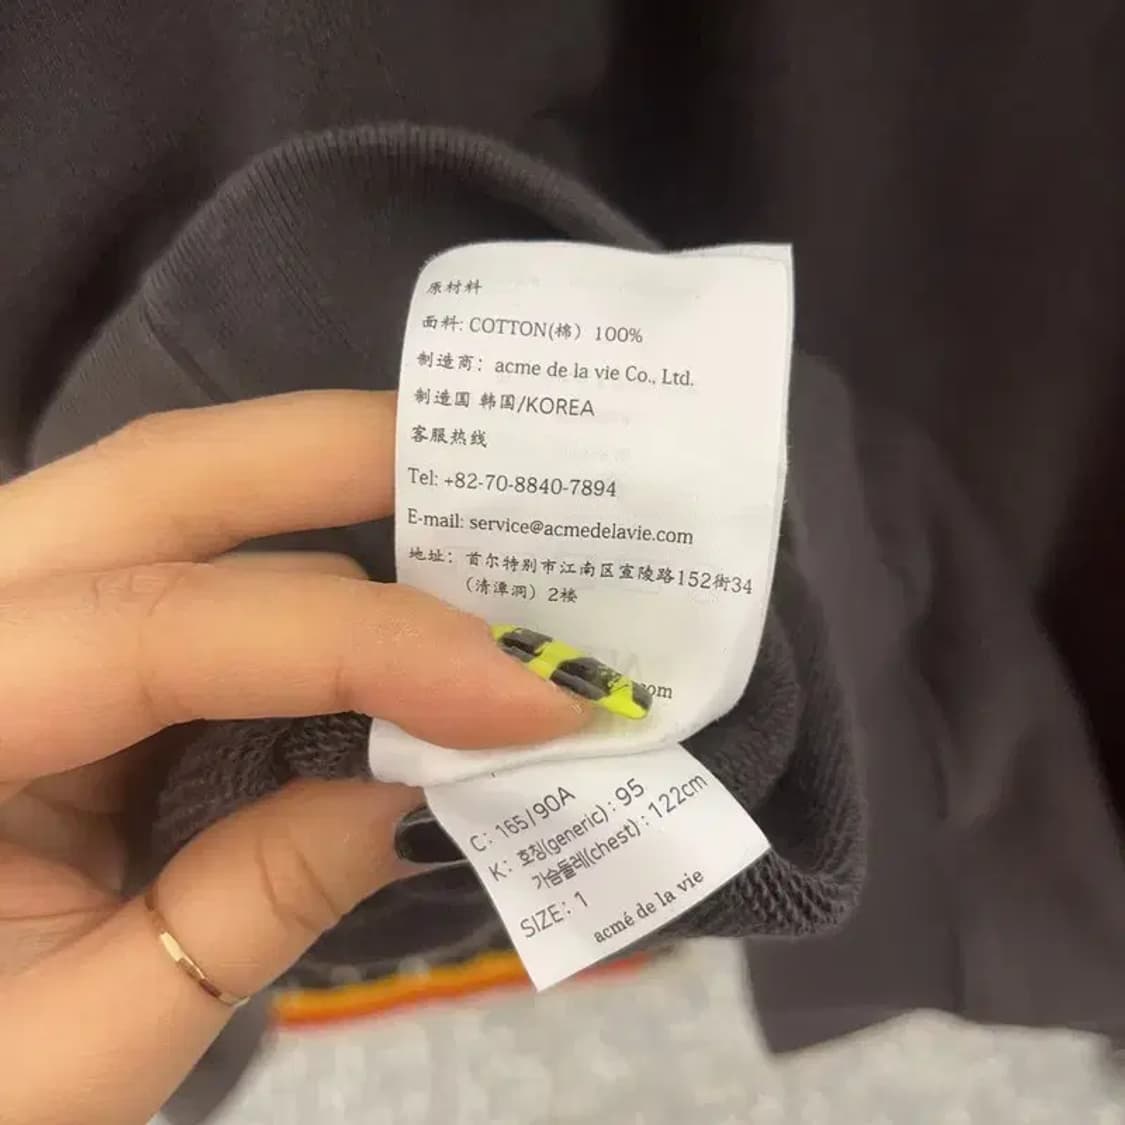 原材料
面料: COTTON(棉) 100%
制造商: acme de la vie Co., Ltd.
制造国 韩国/KOREA
客服热线
Tel: +82-70-8840-7894
E-mail: service@acmedelavie.com
地址: 首尔特别市江南区宣陵路152街34
(清潭洞) 2楼
om
C: 165/90A
K: 호칭(generic) : 95
가슴둘레(chest) : 122cm
SIZE: 1
acmé de la vie